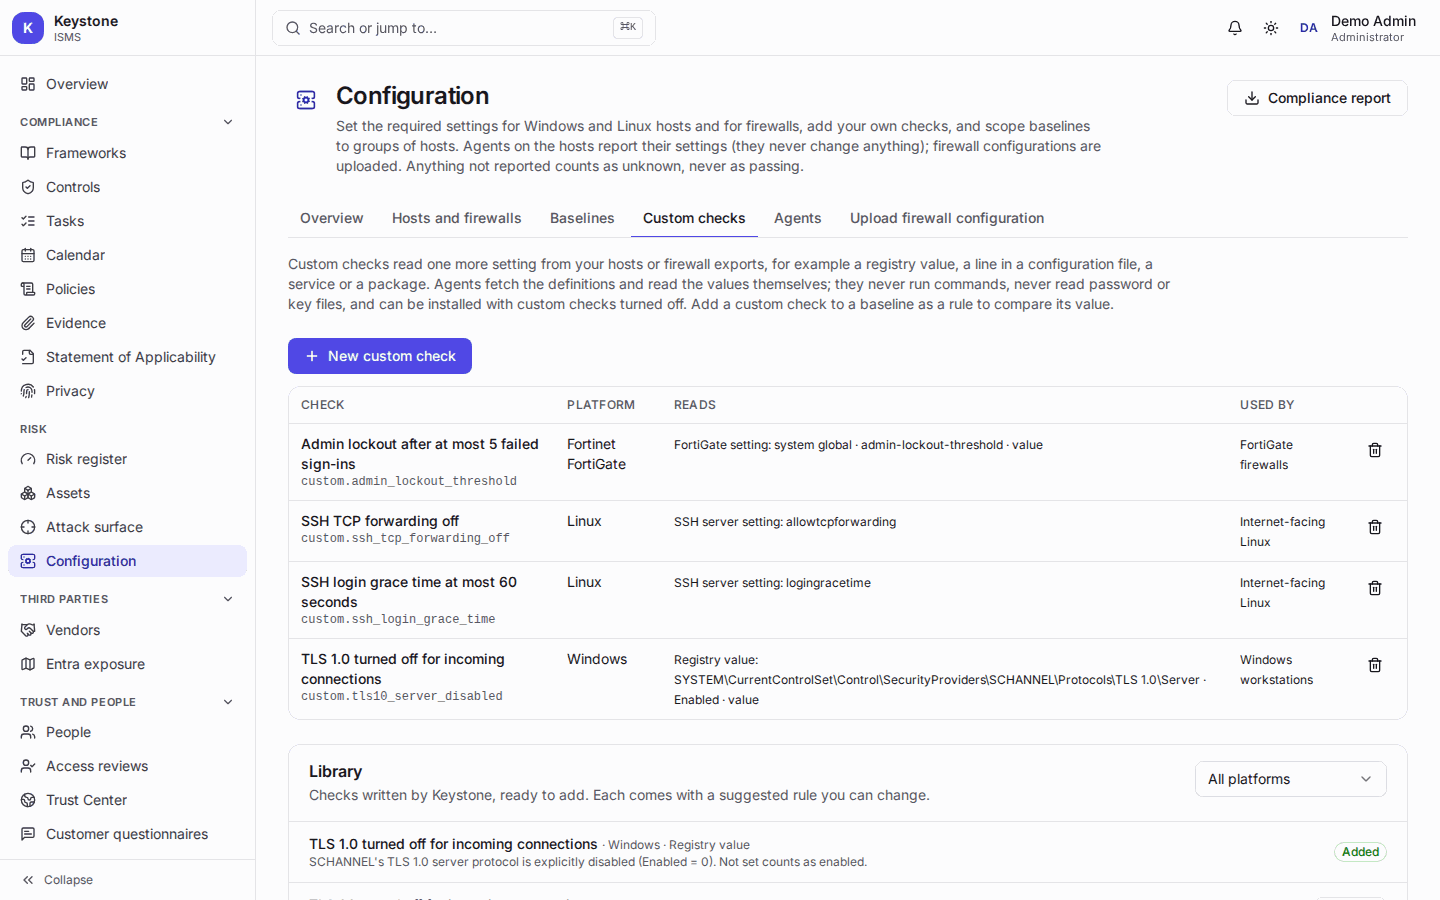 K
Keystone
ISMS
Search or jump to...
⌘K
DA
Demo Admin
Administrator
Overview
COMPLIANCE
Frameworks
Controls
Tasks
Calendar
Policies
Evidence
Statement of Applicability
Privacy
RISK
Risk register
Assets
Attack surface
Configuration
THIRD PARTIES
Vendors
Entra exposure
TRUST AND PEOPLE
People
Access reviews
Trust Center
Customer questionnaires
Collapse
Configuration
Compliance report
Set the required settings for Windows and Linux hosts and for firewalls, add your own checks, and scope baselines
to groups of hosts. Agents on the hosts report their settings (they never change anything); firewall configurations are
uploaded. Anything not reported counts as unknown, never as passing.
Overview
Hosts and firewalls
Baselines
Custom checks
Agents
Upload firewall configuration
Custom checks read one more setting from your hosts or firewall exports, for example a registry value, a line in a configuration file, a
service or a package. Agents fetch the definitions and read the values themselves; they never run commands, never read password or
key files, and can be installed with custom checks turned off. Add a custom check to a baseline as a rule to compare its value.
New custom check
CHECK
PLATFORM
READS
USED BY
Admin lockout after at most 5 failed
sign-ins
custom.admin_lockout_threshold
Fortinet
FortiGate
FortiGate setting: system global · admin-lockout-threshold · value
FortiGate
firewalls
SSH TCP forwarding off
custom.ssh_tcp_forwarding_off
Linux
SSH server setting: allowtcpforwarding
Internet-facing
Linux
SSH login grace time at most 60
seconds
custom.ssh_login_grace_time
Linux
SSH server setting: logingracetime
Internet-facing
Linux
TLS 1.0 turned off for incoming
connections
custom.tls10_server_disabled
Windows
Registry value:
SYSTEM\CurrentControlSet\Control\SecurityProviders\SCHANNEL\Protocols\TLS 1.0\Server ·
Enabled · value
Windows
workstations
Library
Checks written by Keystone, ready to add. Each comes with a suggested rule you can change.
All platforms
TLS 1.0 turned off for incoming connections · Windows · Registry value
SCHANNEL's TLS 1.0 server protocol is explicitly disabled (Enabled = 0). Not set counts as enabled.
Added